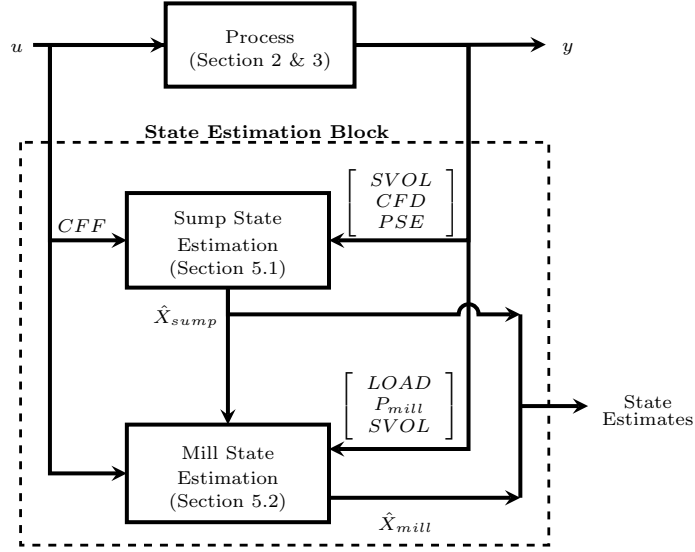 Process
(Section 2 & 3)
u
y
State Estimation Block
SVOL
CFD
PSE
CFF
Sump State
Estimation
(Section 5.1)
X̂sump
LOAD
Pmill
SVOL
State
Estimates
Mill State
Estimation
(Section 5.2)
X̂mill